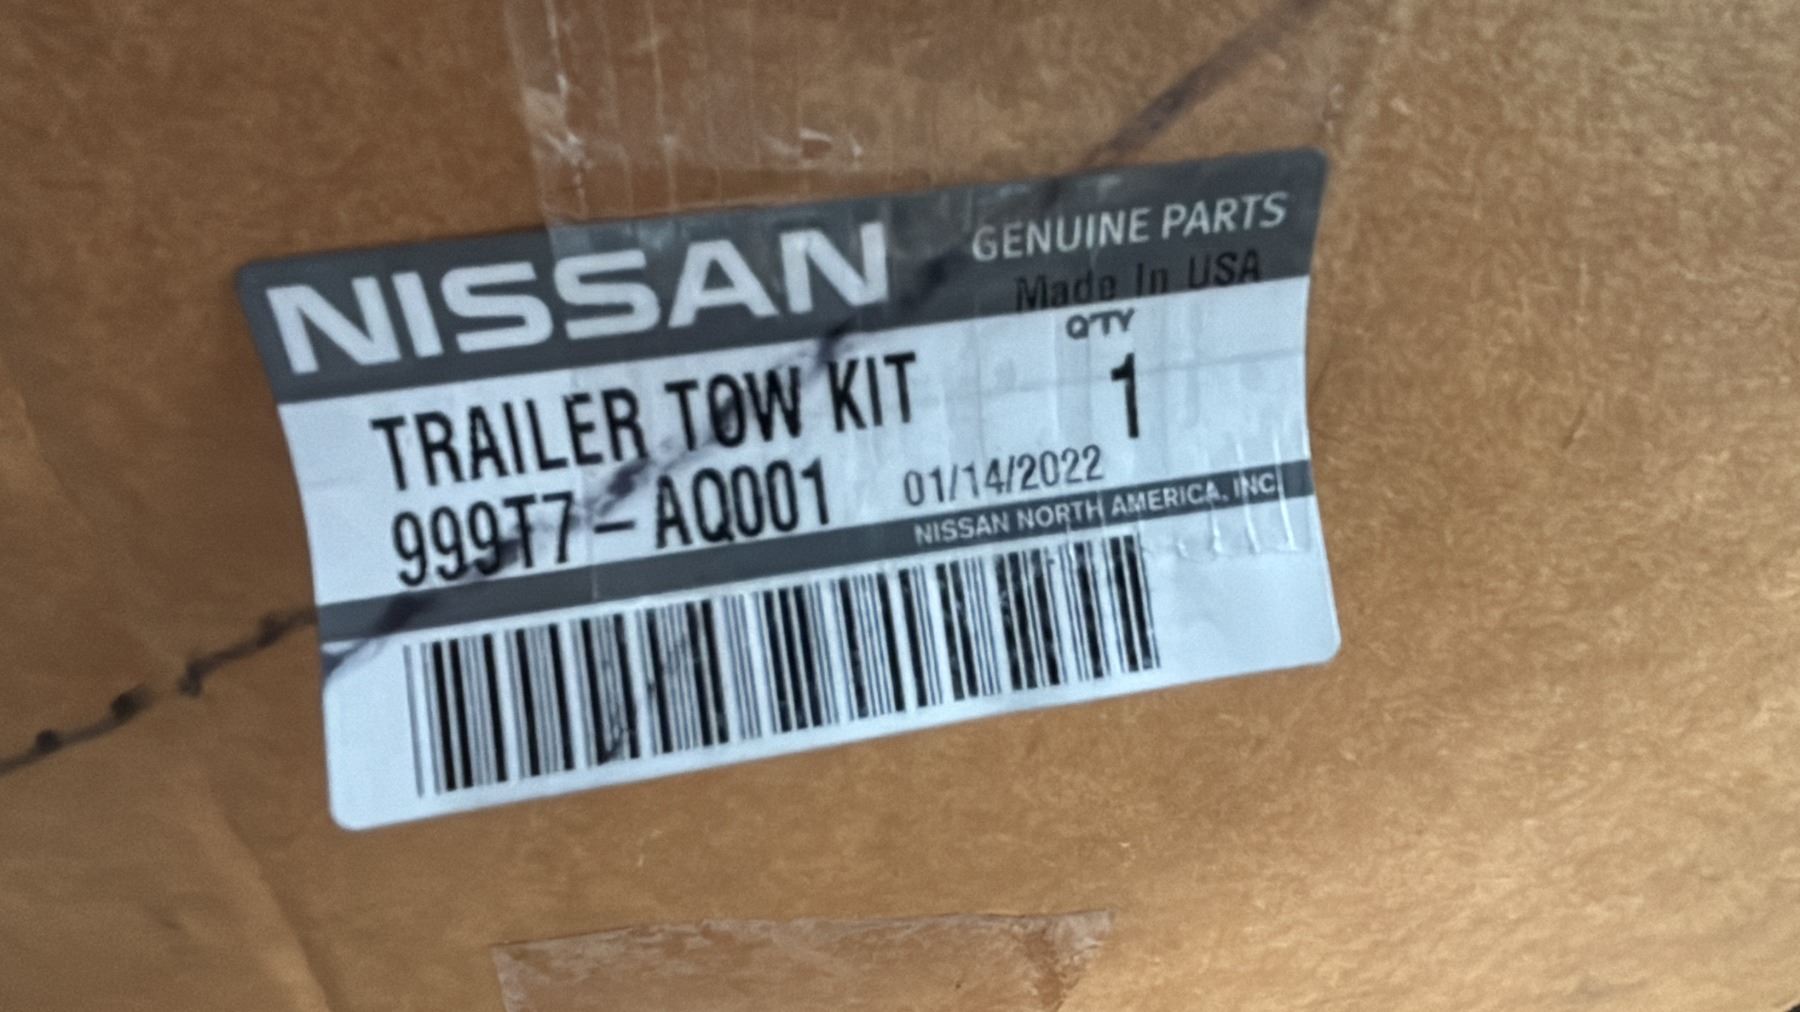 NISSAN GENUINE PARTS
Made In USA
Q'TY
TRAILER TOW KIT 1
999T7-AQ001 01/14/2022
NISSAN NORTH AMERICA, INC.